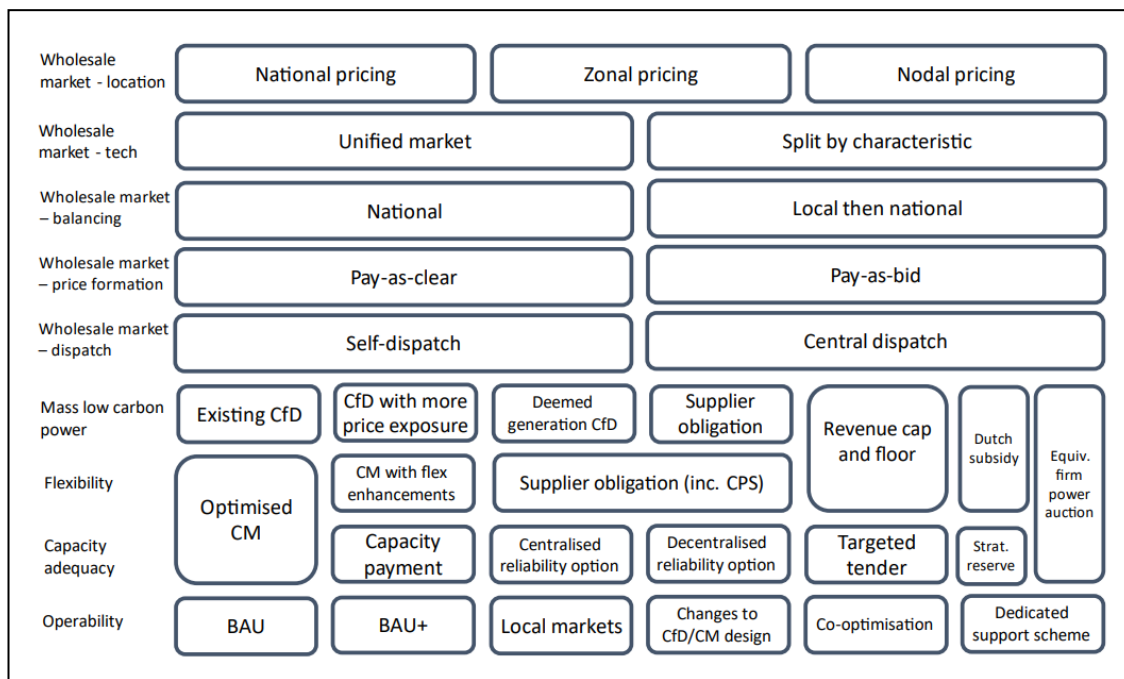 Wholesale
market - location
National pricing
Zonal pricing
Nodal pricing
Wholesale
market - tech
Unified market
Split by characteristic
Wholesale market
– balancing
National
Local then national
Wholesale market
– price formation
Pay-as-clear
Pay-as-bid
Wholesale market
– dispatch
Self-dispatch
Central dispatch
Mass low carbon
power
Existing CfD
CfD with more
price exposure
Deemed
generation CfD
Supplier
obligation
Revenue cap
and floor
Dutch
subsidy
Equiv.
firm
power
auction
Flexibility
Optimised
CM
CM with flex
enhancements
Supplier obligation (inc. CPS)
Capacity
adequacy
Capacity
payment
Centralised
reliability option
Decentralised
reliability option
Targeted
tender
Strat.
reserve
Operability
BAU
BAU+
Local markets
Changes to
CfD/CM design
Co-optimisation
Dedicated
support scheme